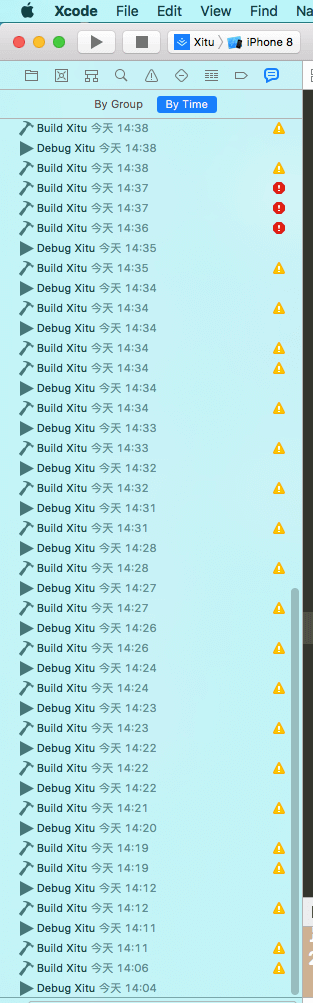 Xcode File Edit View Find Na
Xitu iPhone 8
By Group By Time
Build Xitu 今天 14:38
Debug Xitu 今天 14:38
Build Xitu 今天 14:38
Build Xitu 今天 14:37
Build Xitu 今天 14:37
Build Xitu 今天 14:36
Debug Xitu 今天 14:35
Build Xitu 今天 14:35
Debug Xitu 今天 14:34
Build Xitu 今天 14:34
Debug Xitu 今天 14:34
Build Xitu 今天 14:34
Build Xitu 今天 14:34
Debug Xitu 今天 14:34
Build Xitu 今天 14:34
Debug Xitu 今天 14:33
Build Xitu 今天 14:33
Debug Xitu 今天 14:32
Build Xitu 今天 14:32
Debug Xitu 今天 14:31
Build Xitu 今天 14:31
Debug Xitu 今天 14:28
Build Xitu 今天 14:28
Debug Xitu 今天 14:27
Build Xitu 今天 14:27
Debug Xitu 今天 14:26
Build Xitu 今天 14:26
Debug Xitu 今天 14:24
Build Xitu 今天 14:24
Debug Xitu 今天 14:23
Build Xitu 今天 14:23
Debug Xitu 今天 14:22
Build Xitu 今天 14:22
Debug Xitu 今天 14:22
Build Xitu 今天 14:21
Debug Xitu 今天 14:20
Build Xitu 今天 14:19
Build Xitu 今天 14:19
Debug Xitu 今天 14:12
Build Xitu 今天 14:12
Debug Xitu 今天 14:11
Build Xitu 今天 14:11
Build Xitu 今天 14:06
Debug Xitu 今天 14:04